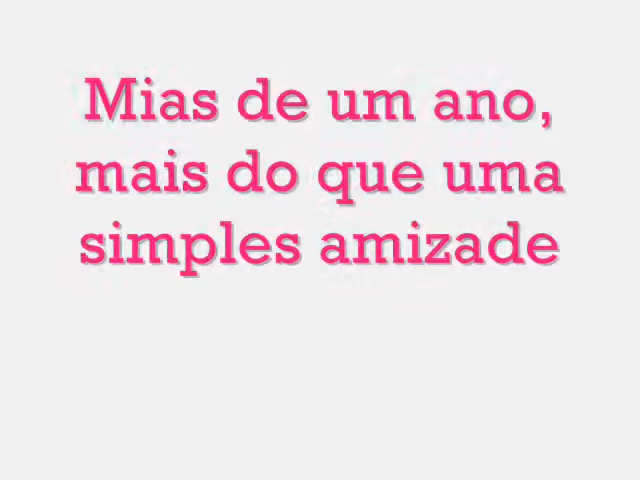 Mias de um ano,
mais do que uma
simples amizade